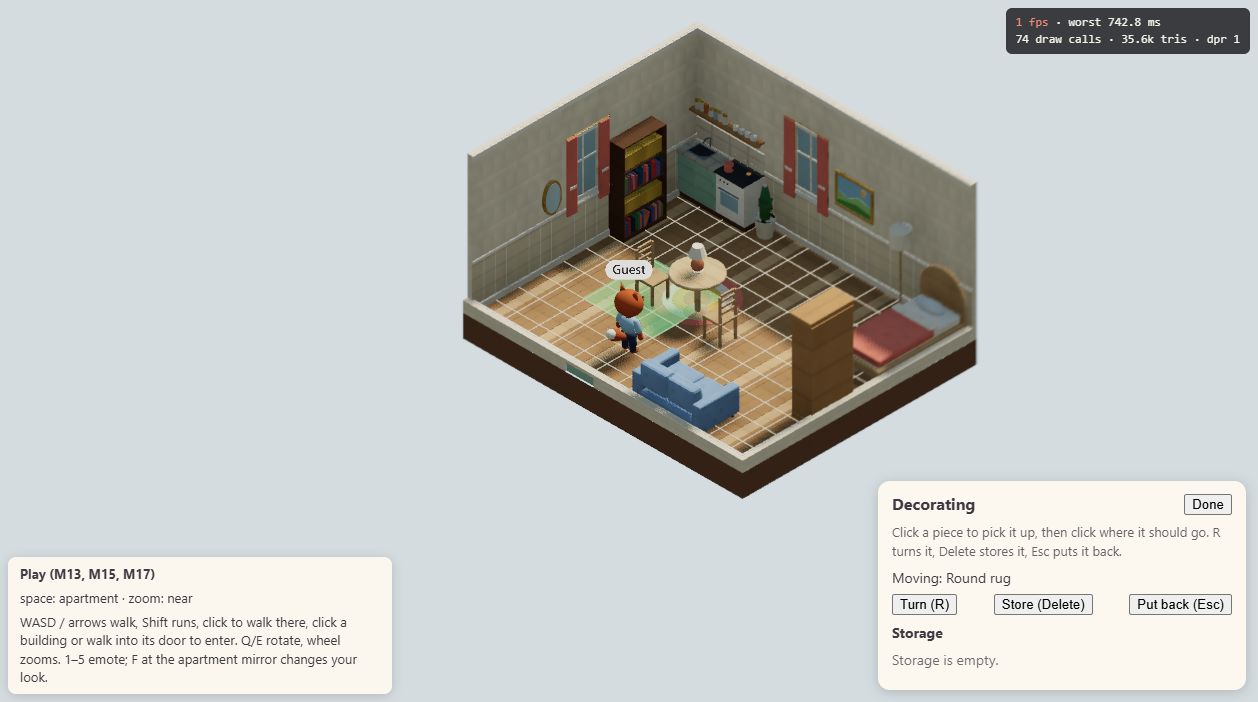 1 fps · worst 742.8 ms
74 draw calls · 35.6k tris · dpr 1
Guest
Decorating
Done
Click a piece to pick it up, then click where it should go. R
turns it, Delete stores it, Esc puts it back.
Moving: Round rug
Turn (R)
Store (Delete)
Put back (Esc)
Storage
Storage is empty.
Play (M13, M15, M17)
space: apartment · zoom: near
WASD / arrows walk, Shift runs, click to walk there, click a
building or walk into its door to enter. Q/E rotate, wheel
zooms. 1–5 emote; F at the apartment mirror changes your
look.